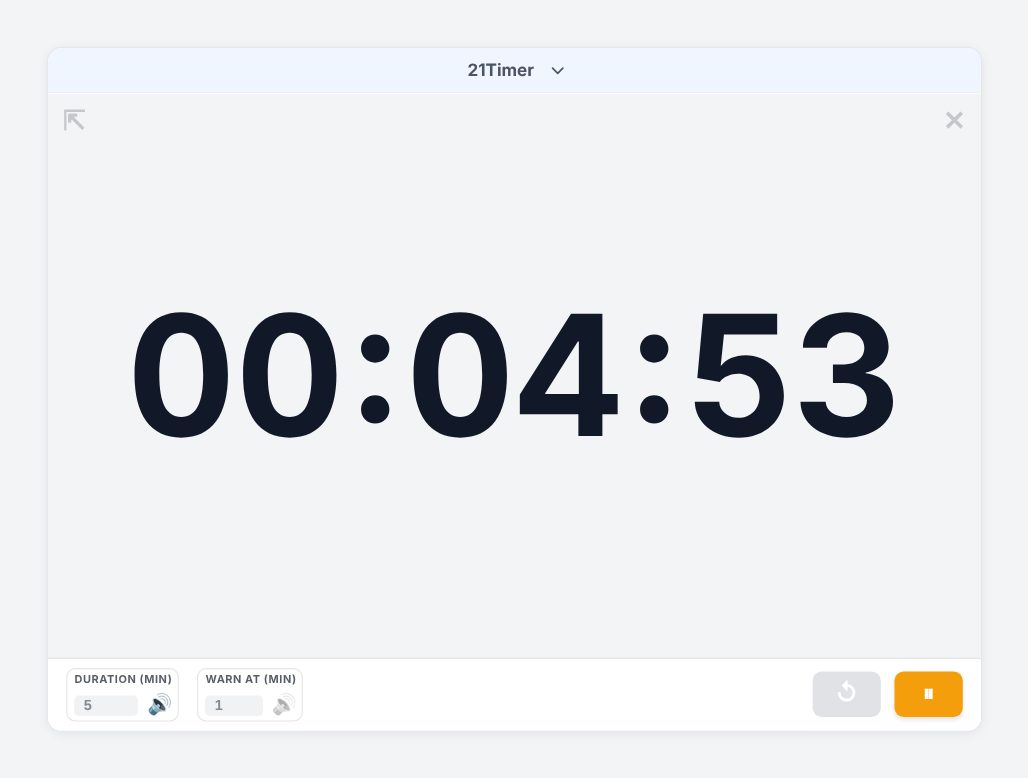 21Timer
00:04:53
DURATION (MIN)
5
WARN AT (MIN)
1